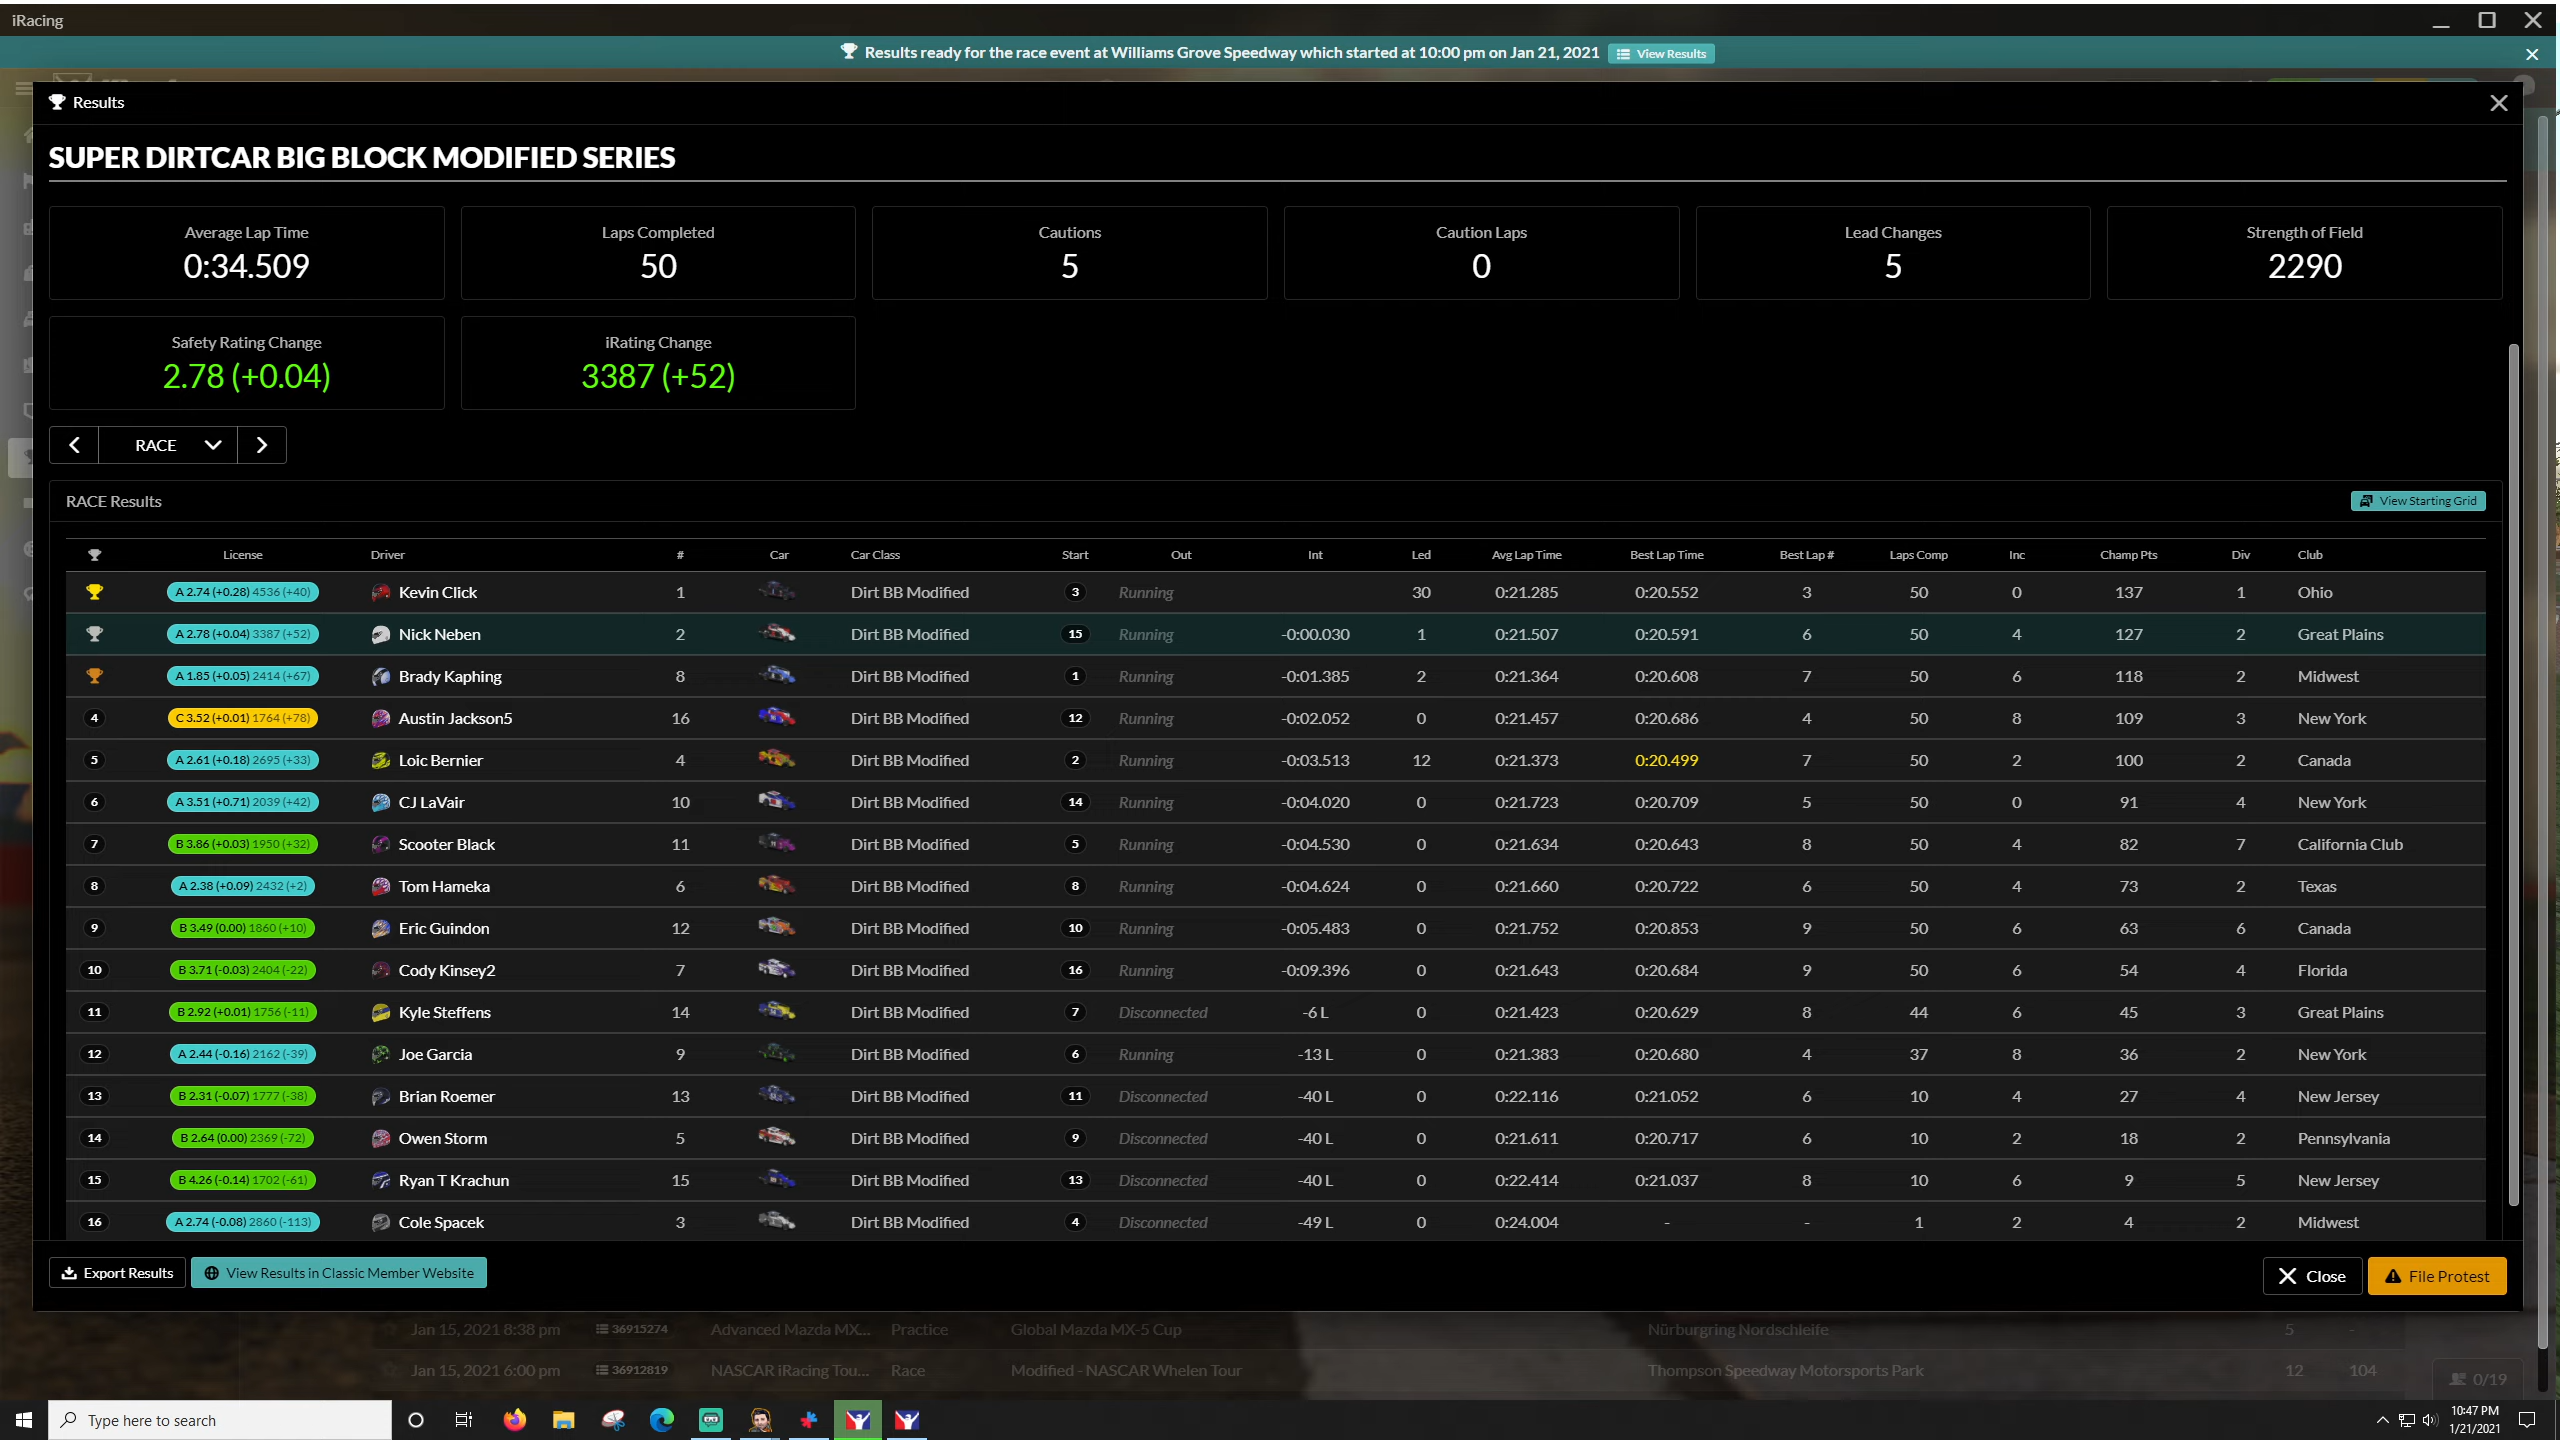 iRacing
Results ready for the race event at Williams Grove Speedway which started at 10:00 pm on Jan 21, 2021 View Results
Results
SUPER DIRTCAR BIG BLOCK MODIFIED SERIES
Average Lap Time Laps Completed Cautions Caution Laps Lead Changes Strength of Field
0:34.509 50 5 0 5 2290
Safety Rating Change iRating Change
2.78 (+0.04) 3387 (+52)
RACE
RACE Results View Starting Grid
License Driver # Car Car Class Start Out Int Led Avg Lap Time Best Lap Time Best Lap # Laps Comp Inc Champ Pts Div Club
A 2.74 (+0.28) 4536 (+40) Kevin Click 1 Dirt BB Modified 3 Running 30 0:21.285 0:20.552 3 50 0 137 1 Ohio
A 2.78 (+0.04) 3387 (+52) Nick Neben 2 Dirt BB Modified 15 Running -0:00.030 1 0:21.507 0:20.591 6 50 4 127 2 Great Plains
A 1.85 (+0.05) 2414 (+67) Brady Kaphing 8 Dirt BB Modified 1 Running -0:01.385 2 0:21.364 0:20.608 7 50 6 118 2 Midwest
4 C 3.52 (+0.01) 1764 (+78) Austin Jackson5 16 Dirt BB Modified 12 Running -0:02.052 0 0:21.457 0:20.686 4 50 8 109 3 New York
5 A 2.61 (+0.18) 2695 (+33) Loic Bernier 4 Dirt BB Modified 2 Running -0:03.513 12 0:21.373 0:20.499 7 50 2 100 2 Canada
6 A 3.51 (+0.71) 2039 (+42) CJ LaVair 10 Dirt BB Modified 14 Running -0:04.020 0 0:21.723 0:20.709 5 50 0 91 4 New York
7 B 3.86 (+0.03) 1950 (+32) Scooter Black 11 Dirt BB Modified 5 Running -0:04.530 0 0:21.634 0:20.643 8 50 4 82 7 California Club
8 A 2.38 (+0.09) 2432 (+2) Tom Hameka 6 Dirt BB Modified 8 Running -0:04.624 0 0:21.660 0:20.722 6 50 4 73 2 Texas
9 B 3.49 (0.00) 1860 (+10) Eric Guindon 12 Dirt BB Modified 10 Running -0:05.483 0 0:21.752 0:20.853 9 50 6 63 6 Canada
10 B 3.71 (-0.03) 2404 (-22) Cody Kinsey2 7 Dirt BB Modified 16 Running -0:09.396 0 0:21.643 0:20.684 9 50 6 54 4 Florida
11 B 2.92 (+0.01) 1756 (-11) Kyle Steffens 14 Dirt BB Modified 7 Disconnected -6 L 0 0:21.423 0:20.629 8 44 6 45 3 Great Plains
12 A 2.44 (-0.16) 2162 (-39) Joe Garcia 9 Dirt BB Modified 6 Running -13 L 0 0:21.383 0:20.680 4 37 8 36 2 New York
13 B 2.31 (-0.07) 1777 (-38) Brian Roemer 13 Dirt BB Modified 11 Disconnected -40 L 0 0:22.116 0:21.052 6 10 4 27 4 New Jersey
14 B 2.64 (0.00) 2369 (-72) Owen Storm 5 Dirt BB Modified 9 Disconnected -40 L 0 0:21.611 0:20.717 6 10 2 18 2 Pennsylvania
15 B 4.26 (-0.14) 1702 (-61) Ryan T Krachun 15 Dirt BB Modified 13 Disconnected -40 L 0 0:22.414 0:21.037 8 10 6 9 5 New Jersey
16 A 2.74 (-0.08) 2860 (-113) Cole Spacek 3 Dirt BB Modified 4 Disconnected -49 L 0 0:24.004 - - 1 2 4 2 Midwest
Export Results View Results in Classic Member Website Close File Protest
Jan 15, 2021 8:38 pm 36915274 Advanced Mazda MX... Practice Global Mazda MX-5 Cup Nürburgring Nordschleife 5 -
Jan 15, 2021 6:00 pm 36912819 NASCAR iRacing Tou... Race Modified - NASCAR Whelen Tour Thompson Speedway Motorsports Park 12 104
0/19
Type here to search 10:47 PM
1/21/2021